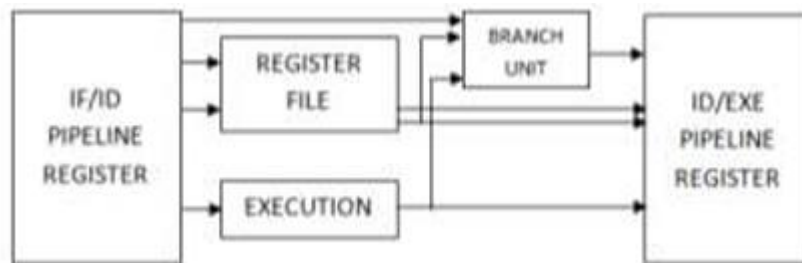 IF/ID
PIPELINE
REGISTER
REGISTER
FILE
EXECUTION
BRANCH
UNIT
ID/EXE
PIPELINE
REGISTER